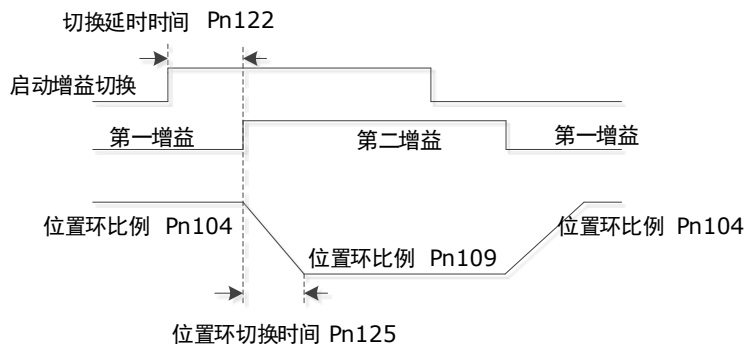 切换延时时间 Pn122
启动增益切换
第一增益 第二增益 第一增益
位置环比例 Pn104 位置环比例 Pn109 位置环比例 Pn104
位置环切换时间 Pn125